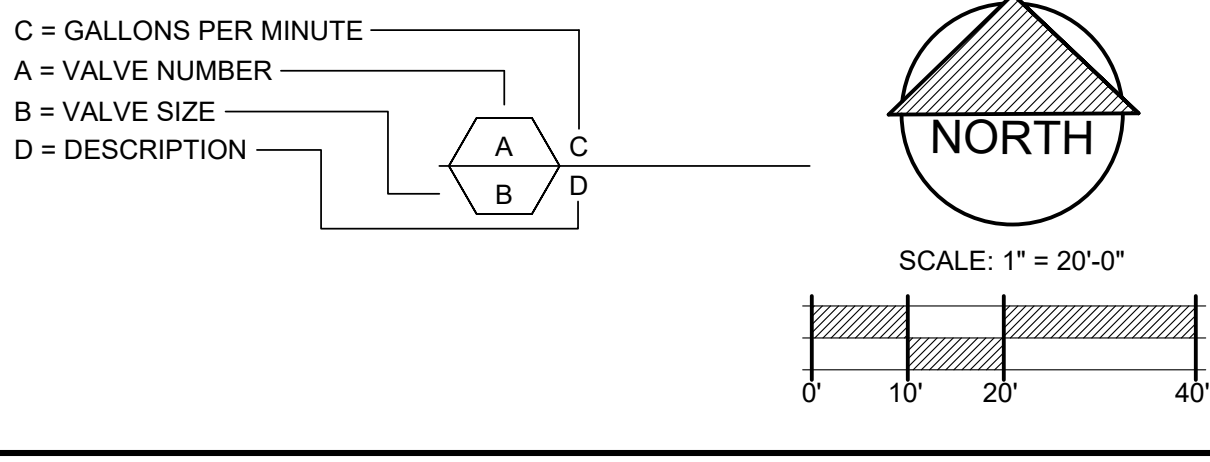 C = GALLONS PER MINUTE
A = VALVE NUMBER
B = VALVE SIZE
D = DESCRIPTION
A
C
B
D
NORTH
SCALE: 1" = 20'-0"
0' 10' 20' 40'